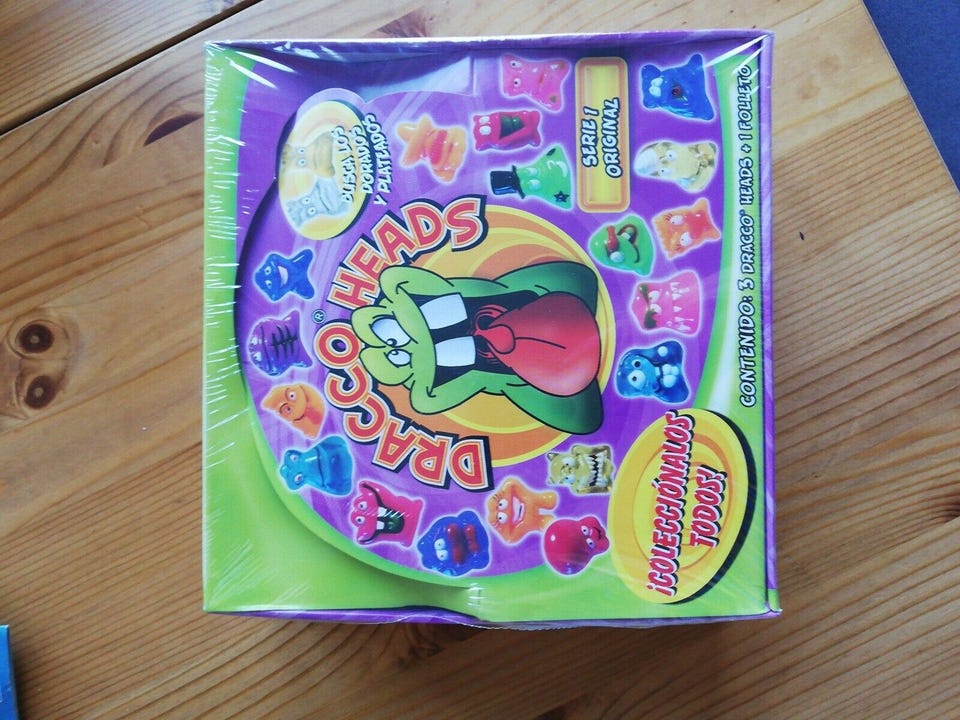 BUSCA LOS
DORADOS
Y PLATEADOS
DRACCO® HEADS
SERIE 1
ORIGINAL
¡COLECCIÓNALOS
TODOS!
CONTENIDO: 3 DRACCO® HEADS + 1 FOLLETO